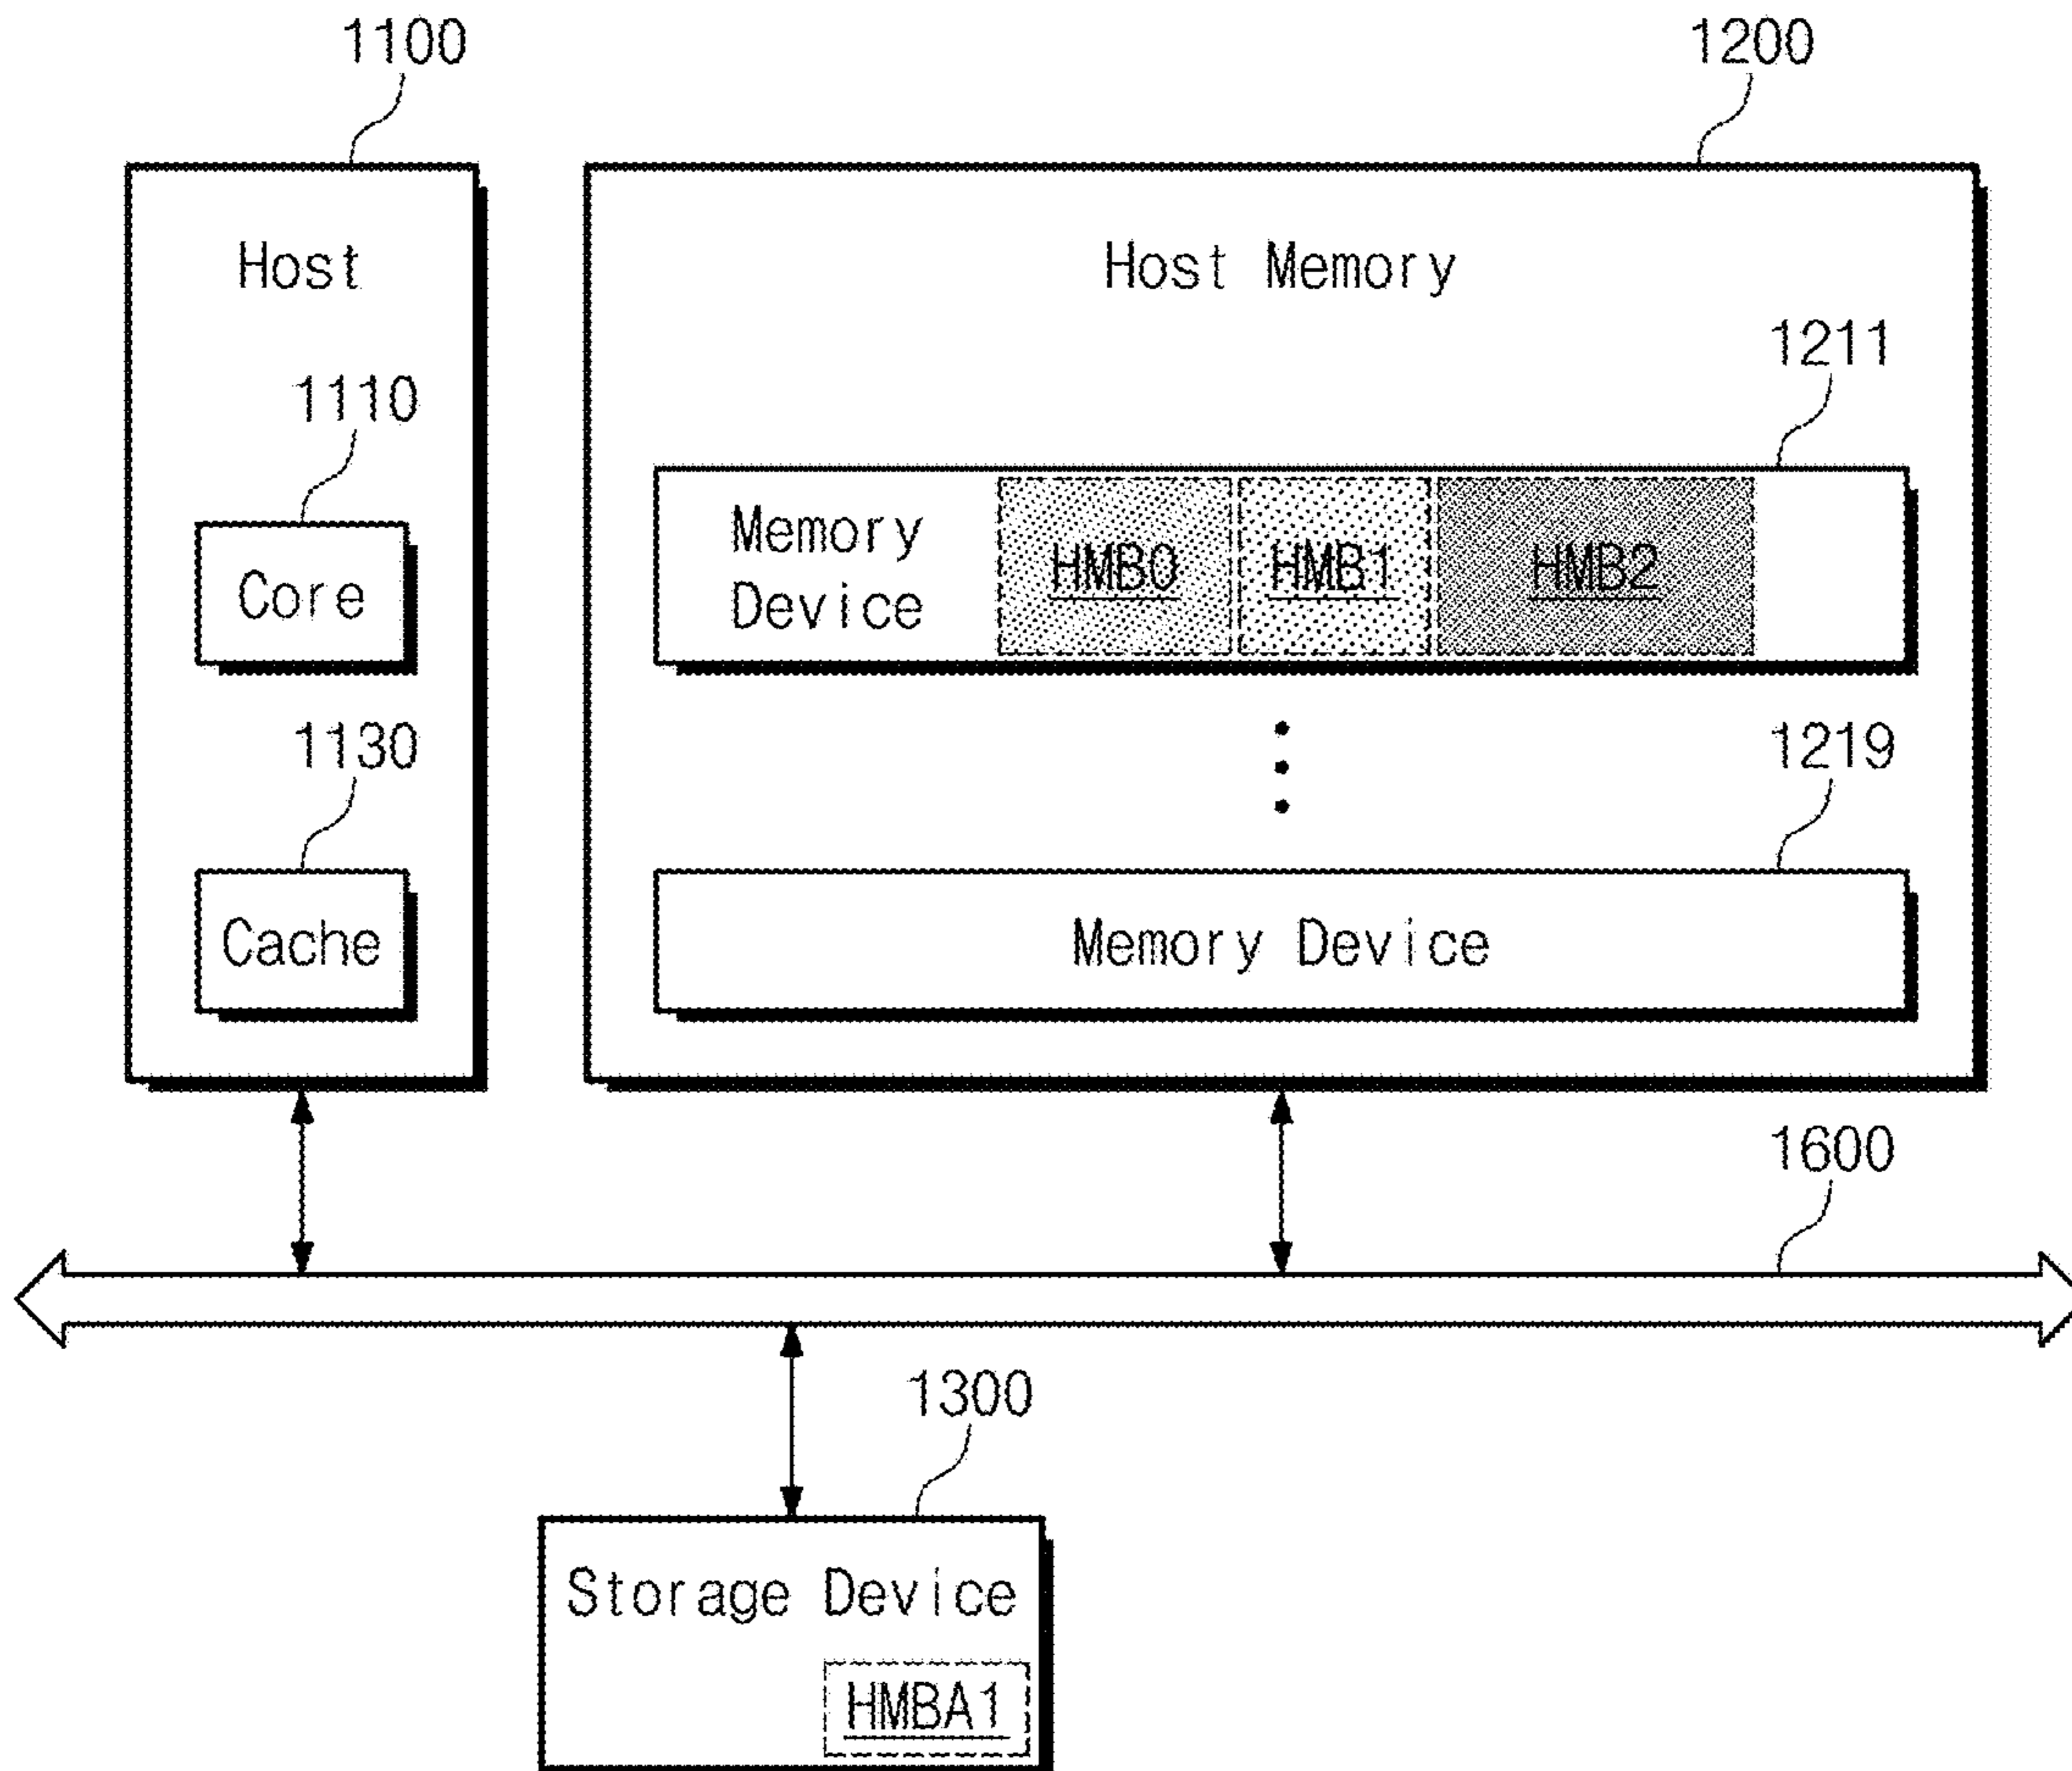 1100
1200
Host
Host Memory
1211
1110
Memory
Device
HMB0
HMB1
HMB2
Core
1130
1219
Cache
Memory Device
1600
1300
Storage Device
HMBA1